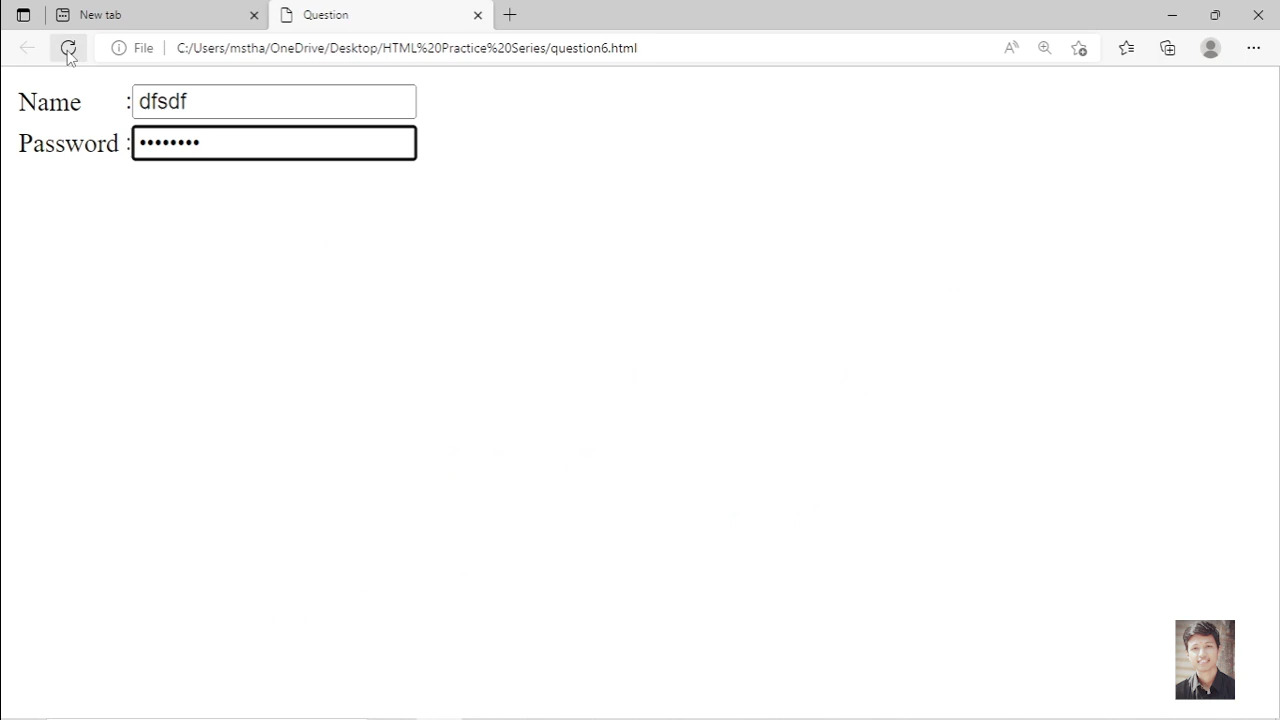 New tab
Question
File
C:/Users/mstha/OneDrive/Desktop/HTML%20Practice%20Series/question6.html
Name : dfsdf
Password : ••••••••